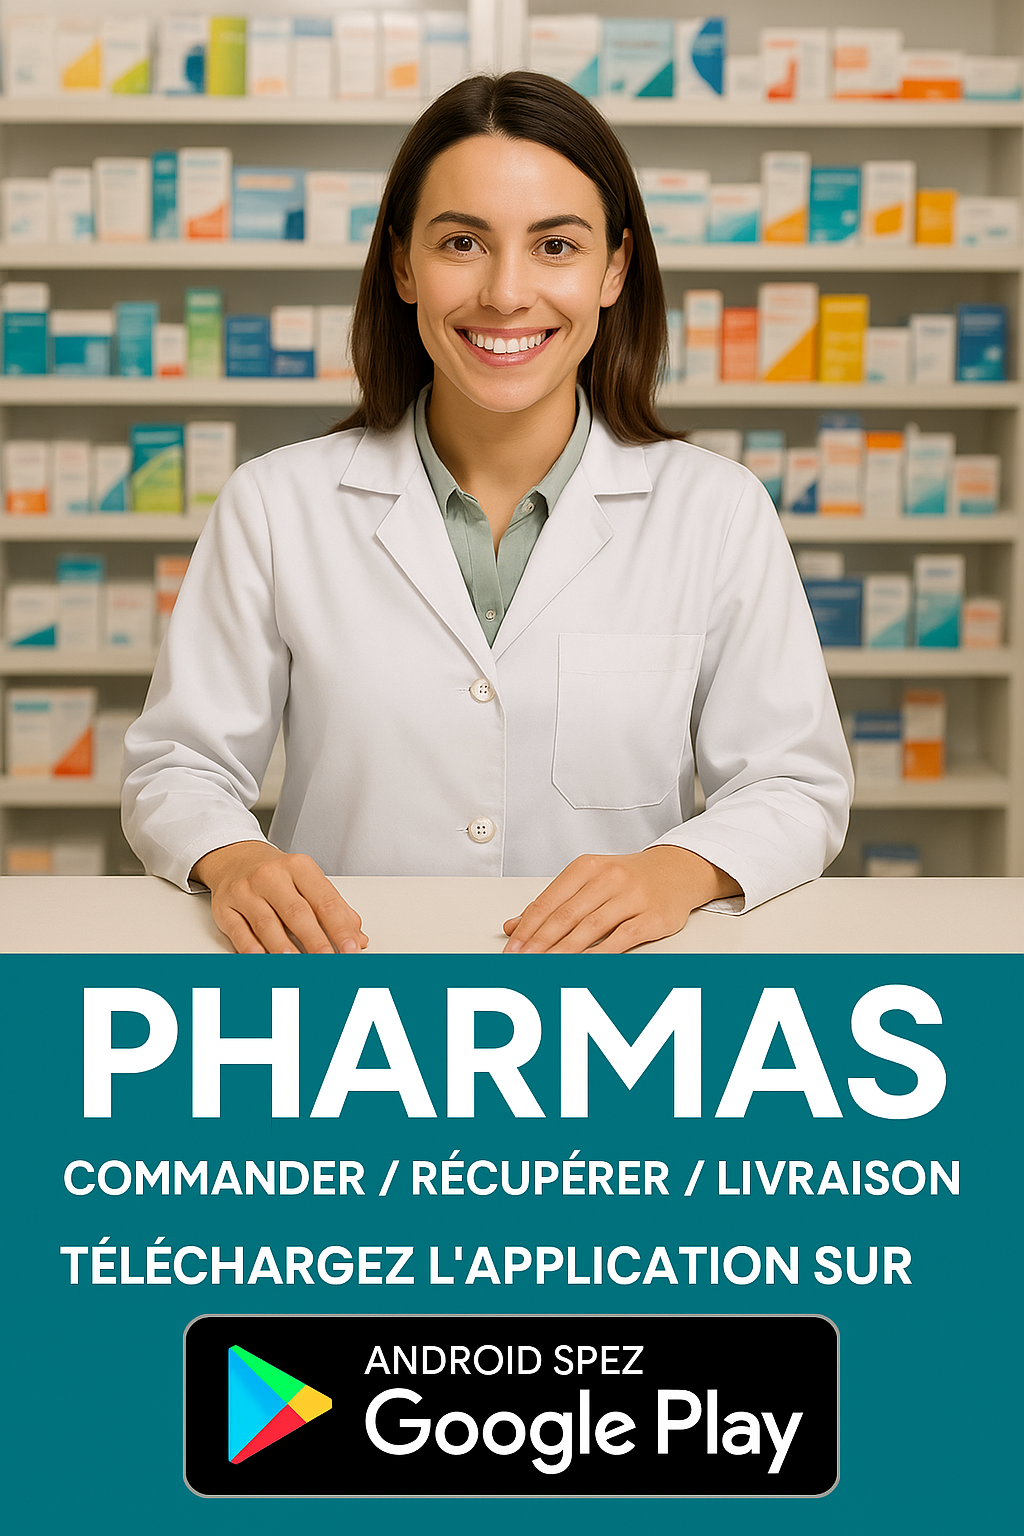 PHARMAS
COMMANDER / RÉCUPÉRER / LIVRAISON
TÉLÉCHARGEZ L'APPLICATION SUR
ANDROID SPEZ
Google Play